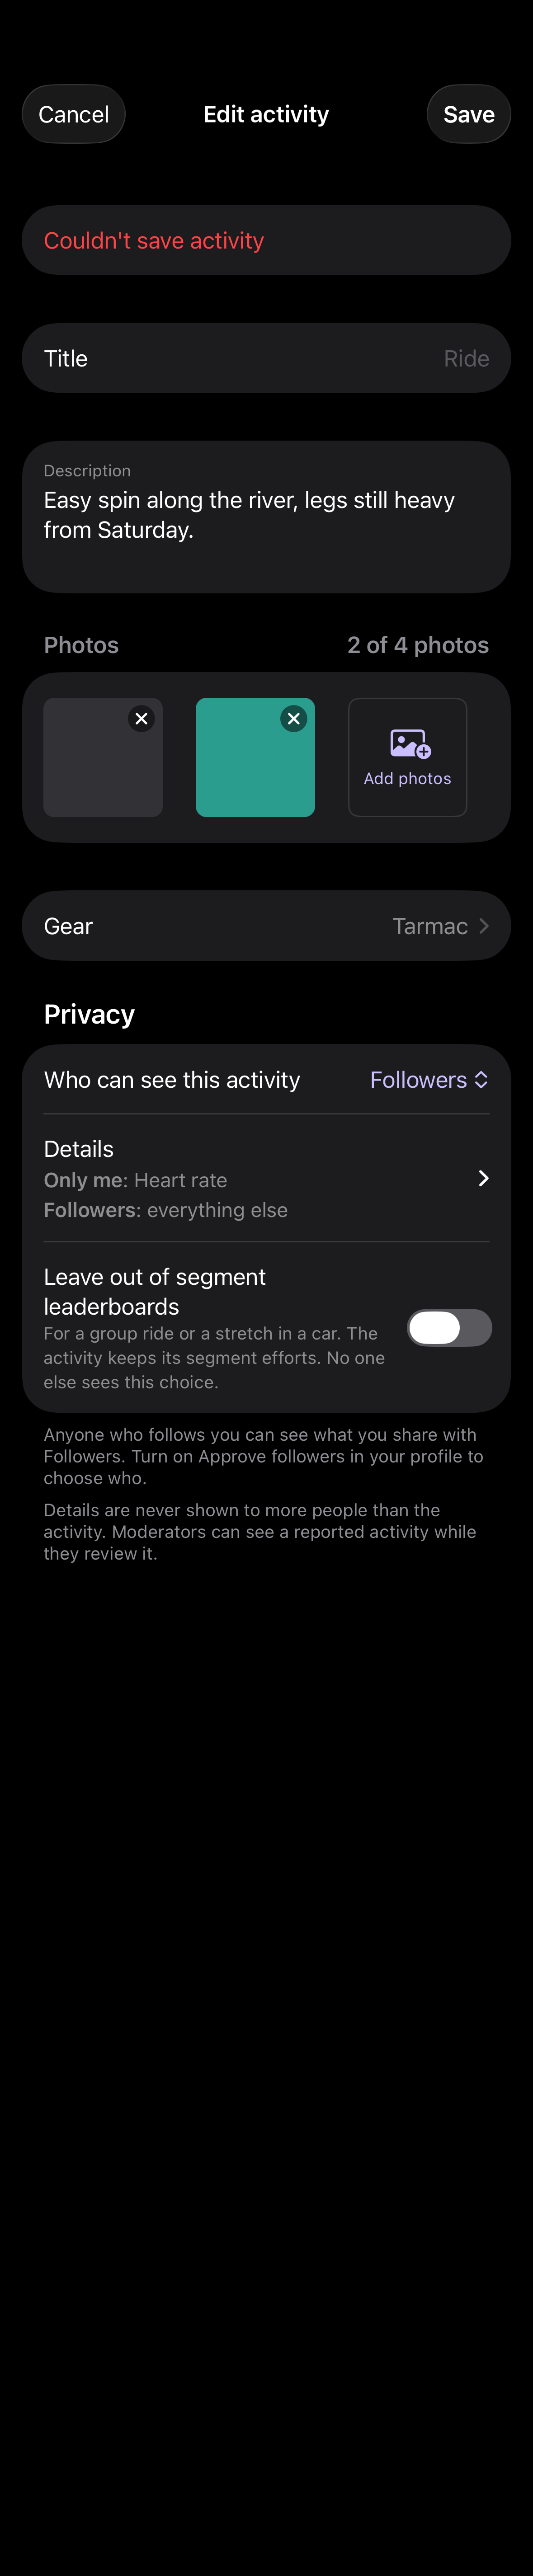 Cancel
Edit activity
Save
Couldn't save activity
Title
Ride
Description
Easy spin along the river, legs still heavy
from Saturday.
Photos
2 of 4 photos
Add photos
Gear
Tarmac
Privacy
Who can see this activity
Followers
Details
Only me: Heart rate
Followers: everything else
Leave out of segment
leaderboards
For a group ride or a stretch in a car. The
activity keeps its segment efforts. No one
else sees this choice.
Anyone who follows you can see what you share with
Followers. Turn on Approve followers in your profile to
choose who.
Details are never shown to more people than the
activity. Moderators can see a reported activity while
they review it.